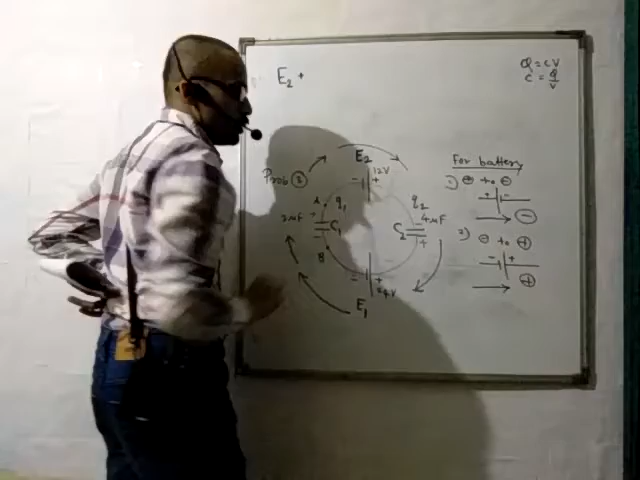 E₂ +
Q = CV
C = Q/V
Prob ③
E₂
- + 12V
A
+ q₁
2μF
C₁
-
B
q₂
4μF
C₂
+
- + 24V
E₁
For battery
1) ⊕ to ⊖
+ -
⊖
2) ⊖ to ⊕
- +
⊕